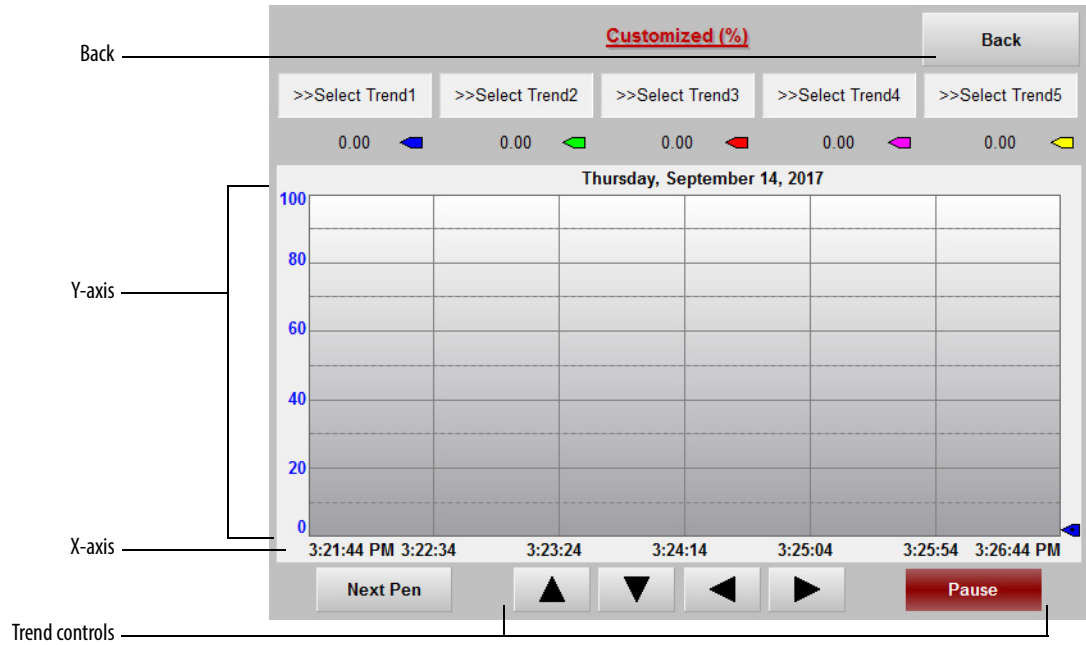 Customized (%)
Back
Back
>>Select Trend1 >>Select Trend2 >>Select Trend3 >>Select Trend4 >>Select Trend5
0.00 0.00 0.00 0.00 0.00
Thursday, September 14, 2017
100
80
Y-axis
60
40
20
0
X-axis
3:21:44 PM 3:22:34 3:23:24 3:24:14 3:25:04 3:25:54 3:26:44 PM
Next Pen Pause
Trend controls